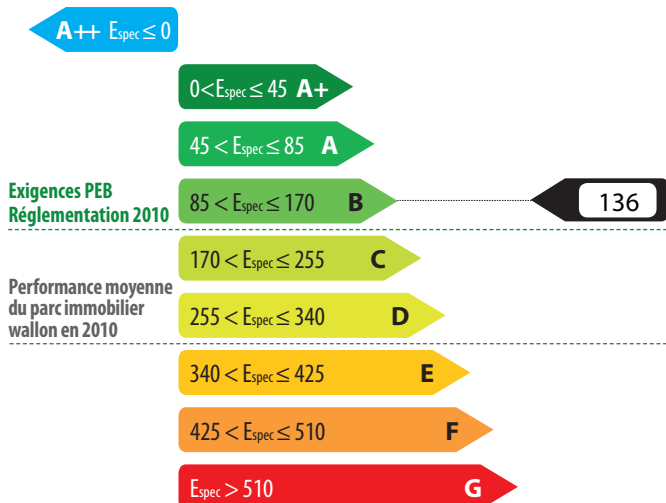 A++ Espec ≤ 0
0 < Espec ≤ 45 A+
45 < Espec ≤ 85 A
Exigences PEB
Réglementation 2010
85 < Espec ≤ 170 B
136
170 < Espec ≤ 255 C
Performance moyenne
du parc immobilier
wallon en 2010
255 < Espec ≤ 340 D
340 < Espec ≤ 425 E
425 < Espec ≤ 510 F
Espec > 510 G